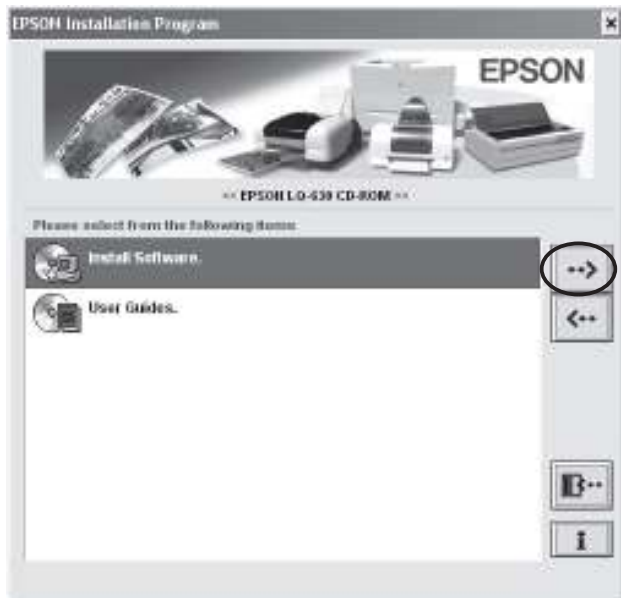 EPSON Installation Program
EPSON
<< EPSON LQ-630 CD-ROM >>
Please select from the following items
Install Software.
User Guides.
i